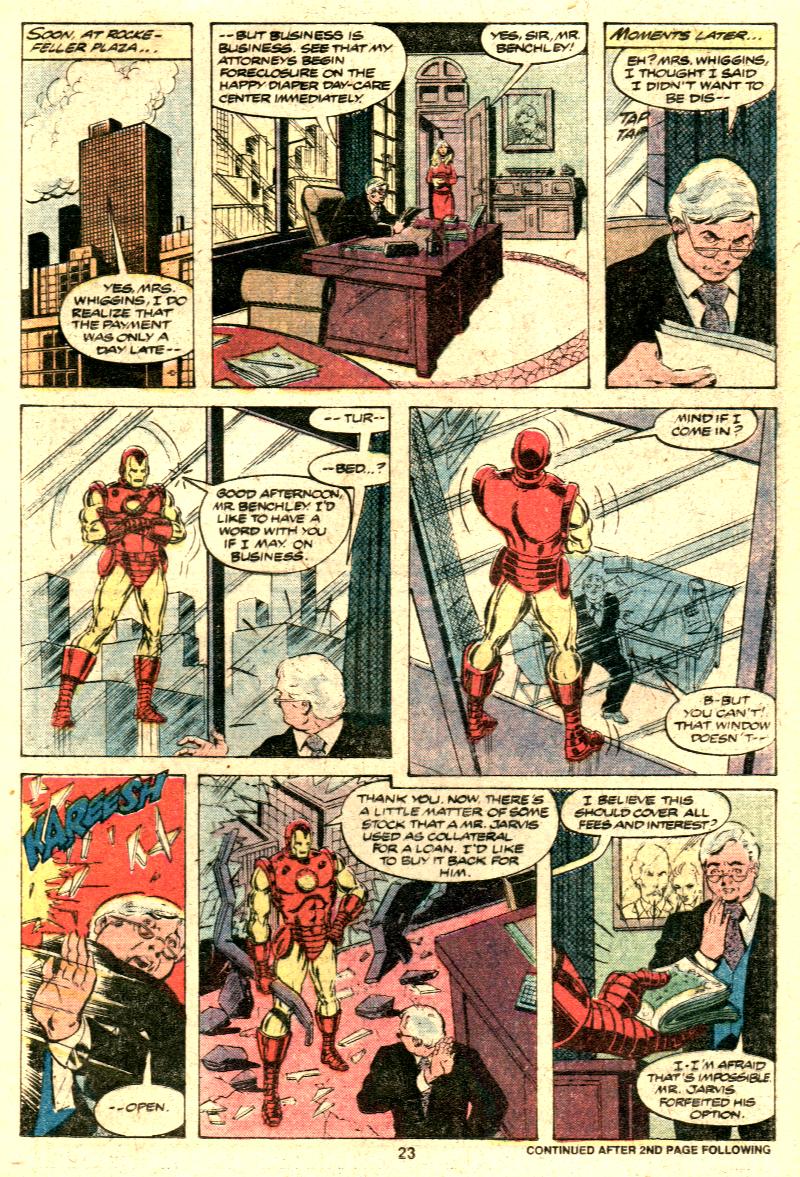 SOON, AT ROCKE-
FELLER PLAZA...
YES, MRS.
WHIGGINS, I DO
REALIZE THAT
THE PAYMENT
WAS ONLY A
DAY LATE--
--BUT BUSINESS IS
BUSINESS. SEE THAT MY
ATTORNEYS BEGIN
FORECLOSURE ON THE
HAPPY DIAPER DAY-CARE
CENTER IMMEDIATELY.
YES, SIR, MR.
BENCHLEY!
MOMENTS LATER...
EH? MRS. WHIGGINS,
I THOUGHT I SAID
I DIDN'T WANT TO
BE DIS--
TAP
TAP
--TUR--
--BED...?
GOOD AFTERNOON,
MR. BENCHLEY. I'D
LIKE TO HAVE A
WORD WITH YOU
IF I MAY. ON
BUSINESS.
MIND IF I
COME IN?
B-BUT
YOU CAN'T!
THAT WINDOW
DOESN'T--
KAREESH
--OPEN.
THANK YOU. NOW, THERE'S
A LITTLE MATTER OF SOME
STOCK THAT A MR. JARVIS
USED AS COLLATERAL
FOR A LOAN. I'D LIKE
TO BUY IT BACK FOR
HIM.
I BELIEVE THIS
SHOULD COVER ALL
FEES AND INTEREST?
I-I'M AFRAID
THAT'S IMPOSSIBLE
MR. JARVIS
FORFEITED HIS
OPTION.
23
CONTINUED AFTER 2ND PAGE FOLLOWING